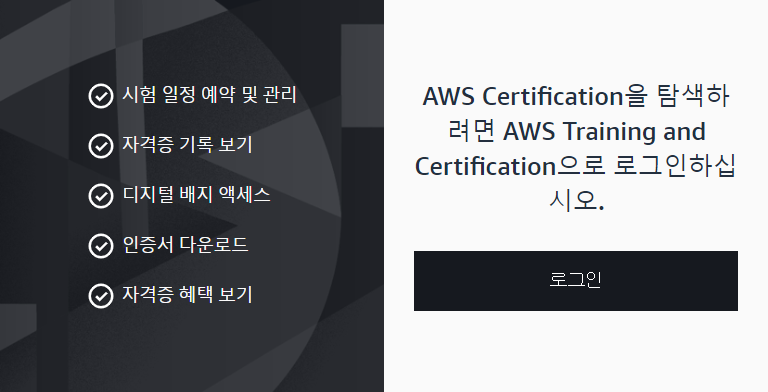 시험 일정 예약 및 관리
자격증 기록 보기
디지털 배지 액세스
인증서 다운로드
자격증 혜택 보기
AWS Certification을 탐색하
려면 AWS Training and
Certification으로 로그인하십
시오.
로그인